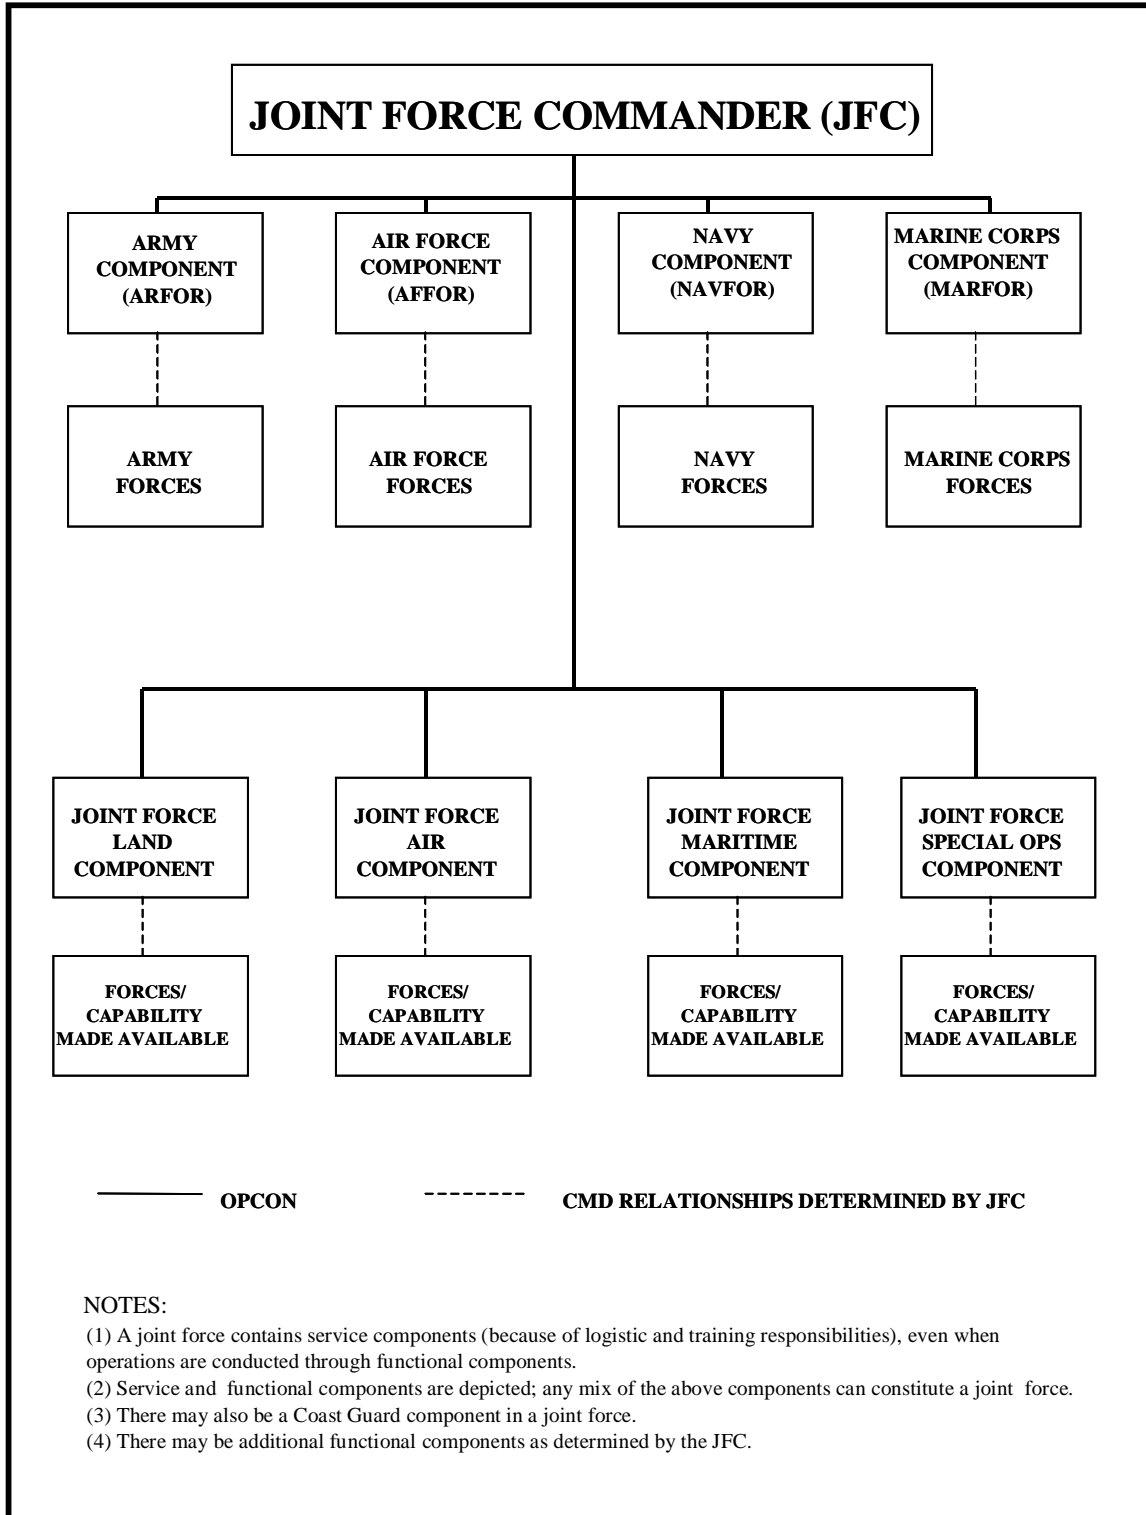 JOINT FORCE COMMANDER (JFC)
ARMY
COMPONENT
(ARFOR)
AIR FORCE
COMPONENT
(AFFOR)
NAVY
COMPONENT
(NAVFOR)
MARINE CORPS
COMPONENT
(MARFOR)
ARMY
FORCES
AIR FORCE
FORCES
NAVY
FORCES
MARINE CORPS
FORCES
JOINT FORCE
LAND
COMPONENT
JOINT FORCE
AIR
COMPONENT
JOINT FORCE
MARITIME
COMPONENT
JOINT FORCE
SPECIAL OPS
COMPONENT
FORCES/
CAPABILITY
MADE AVAILABLE
FORCES/
CAPABILITY
MADE AVAILABLE
FORCES/
CAPABILITY
MADE AVAILABLE
FORCES/
CAPABILITY
MADE AVAILABLE
OPCON
CMD RELATIONSHIPS DETERMINED BY JFC
NOTES:
(1) A joint force contains service components (because of logistic and training responsibilities), even when
operations are conducted through functional components.
(2) Service and functional components are depicted; any mix of the above components can constitute a joint force.
(3) There may also be a Coast Guard component in a joint force.
(4) There may be additional functional components as determined by the JFC.